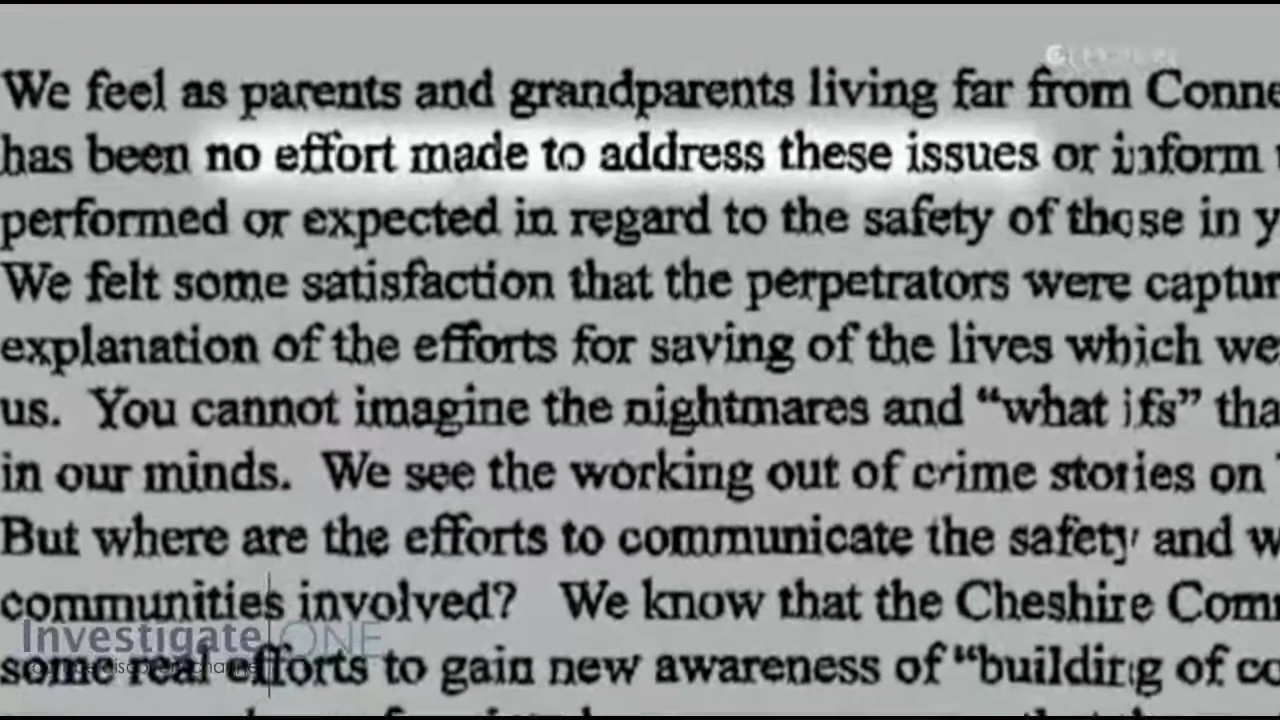 We feel as parents and grandparents living far from Conne
has been no effort made to address these issues or inform
performed or expected in regard to the safety of those in y
We felt some satisfaction that the perpetrators were captur
explanation of the efforts for saving of the lives which we
us. You cannot imagine the nightmares and “what ifs” tha
in our minds. We see the working out of crime stories on
But where are the efforts to communicate the safety and w
communities involved? We know that the Cheshire Com
Investigate ONE
some real efforts to gain new awareness of “building of co